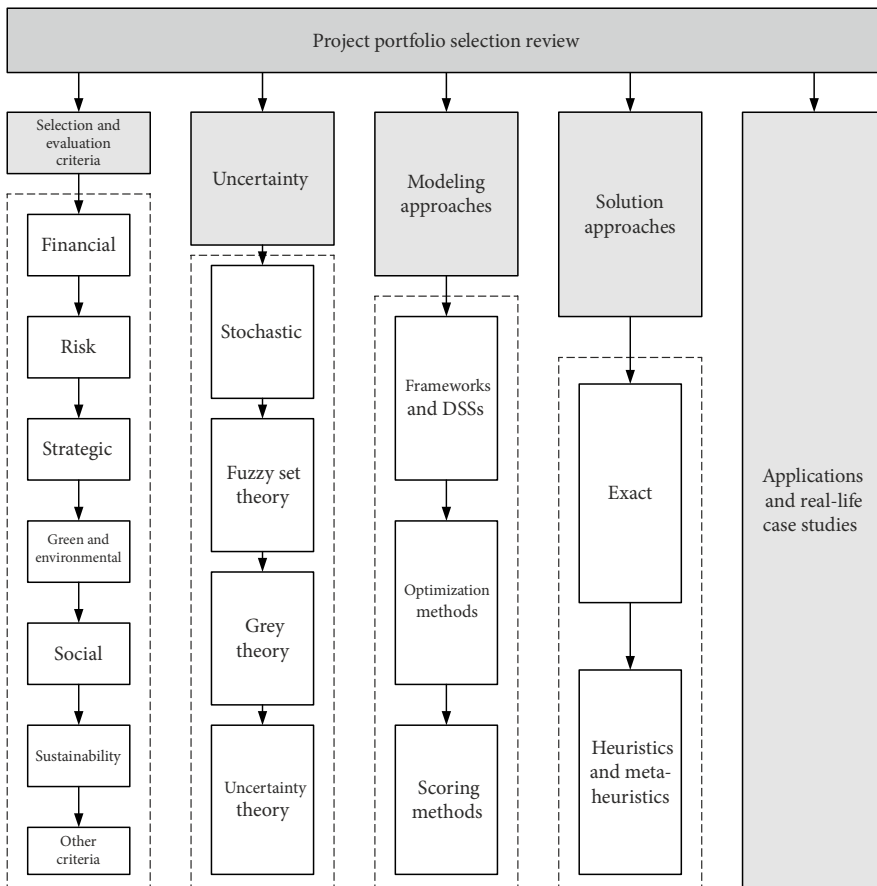 Project portfolio selection review
Selection and
evaluation
criteria
Financial
Risk
Strategic
Green and
environmental
Social
Sustainability
Other
criteria
Uncertainty
Stochastic
Fuzzy set
theory
Grey
theory
Uncertainty
theory
Modeling
approaches
Frameworks
and DSSs
Optimization
methods
Scoring
methods
Solution
approaches
Exact
Heuristics
and meta-
heuristics
Applications
and real-life
case studies